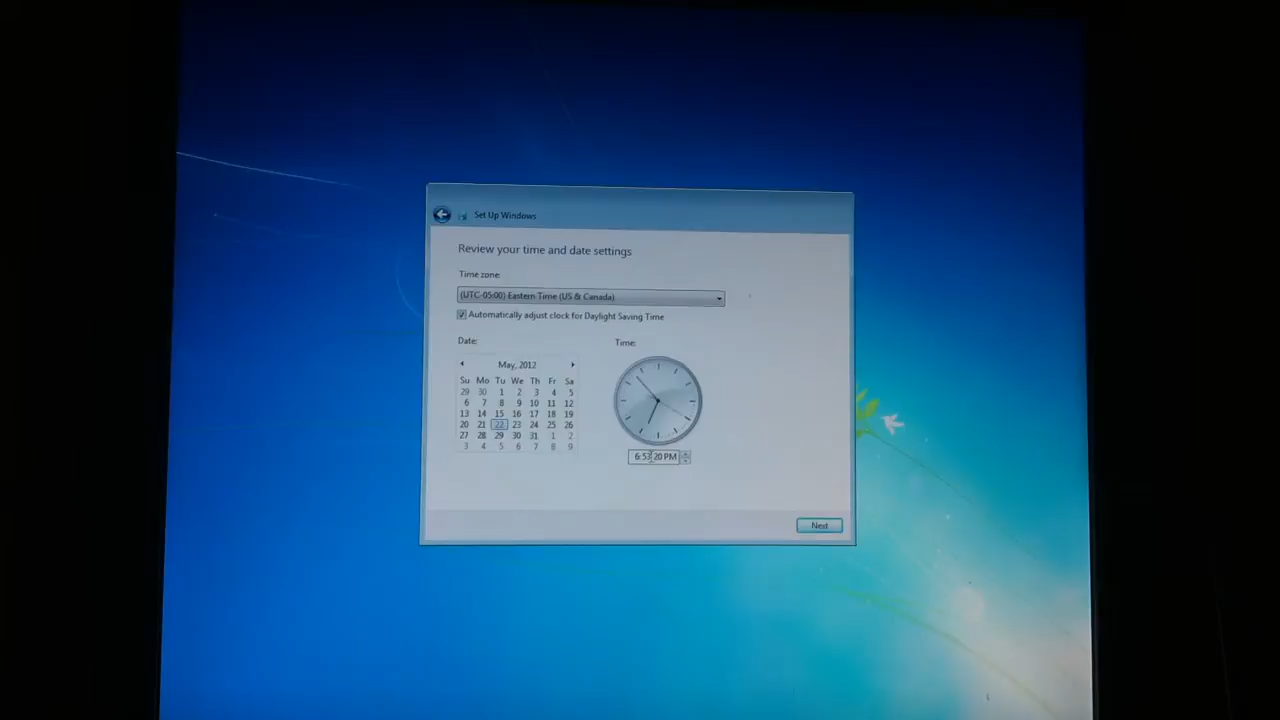 Set Up Windows
Review your time and date settings
Time zone:
(UTC-05:00) Eastern Time (US & Canada)
Automatically adjust clock for Daylight Saving Time
Date:
Time:
May, 2012
Su Mo Tu We Th Fr Sa
29 30 1 2 3 4 5
6 7 8 9 10 11 12
13 14 15 16 17 18 19
20 21 22 23 24 25 26
27 28 29 30 31 1 2
3 4 5 6 7 8 9
6:53:20 PM
Next